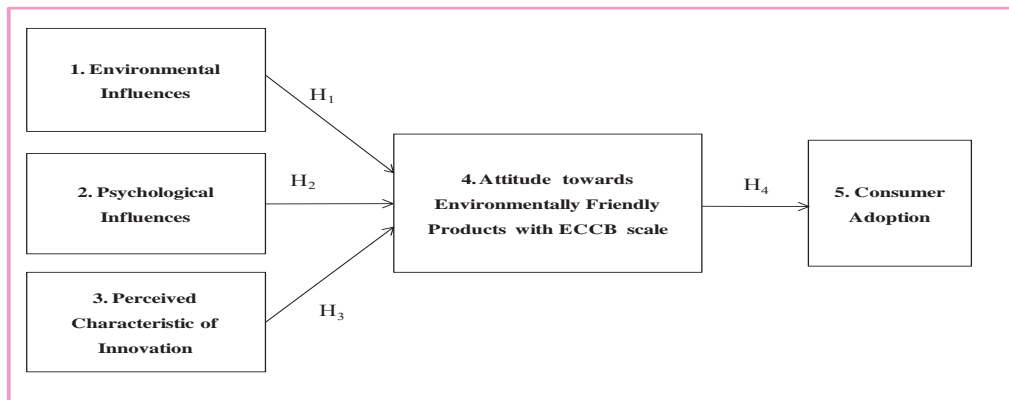 1. Environmental
Influences
H₁
2. Psychological
Influences
H₂
3. Perceived
Characteristic of
Innovation
H₃
4. Attitude towards
Environmentally Friendly
Products with ECCB scale
H₄
5. Consumer
Adoption